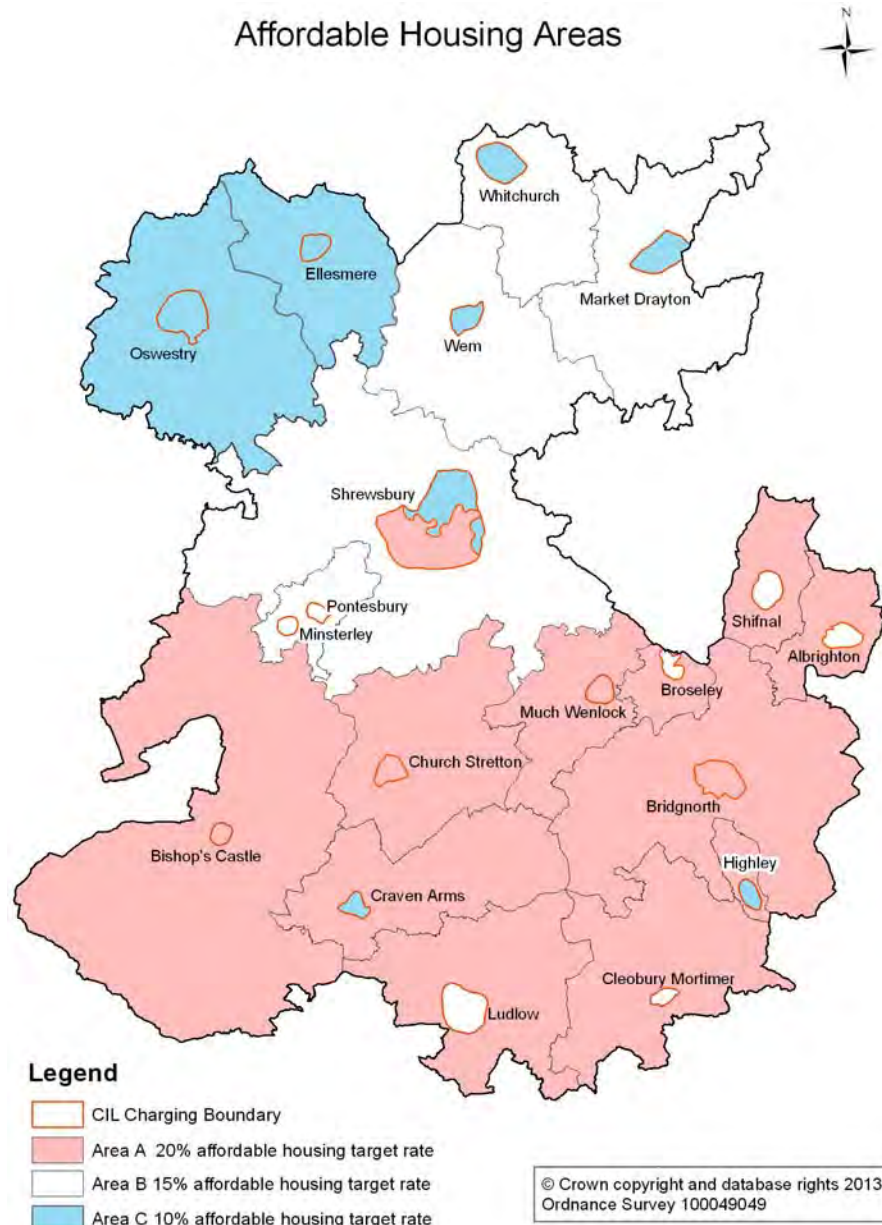 Affordable Housing Areas
N
Whitchurch
Ellesmere
Market Drayton
Oswestry
Wem
Shrewsbury
Pontesbury
Minsterley
Shifnal
Albrighton
Broseley
Much Wenlock
Church Stretton
Bridgnorth
Bishop's Castle
Highley
Craven Arms
Cleobury Mortimer
Ludlow
Legend
CIL Charging Boundary
Area A 20% affordable housing target rate
Area B 15% affordable housing target rate
Area C 10% affordable housing target rate
© Crown copyright and database rights 2013
Ordnance Survey 100049049